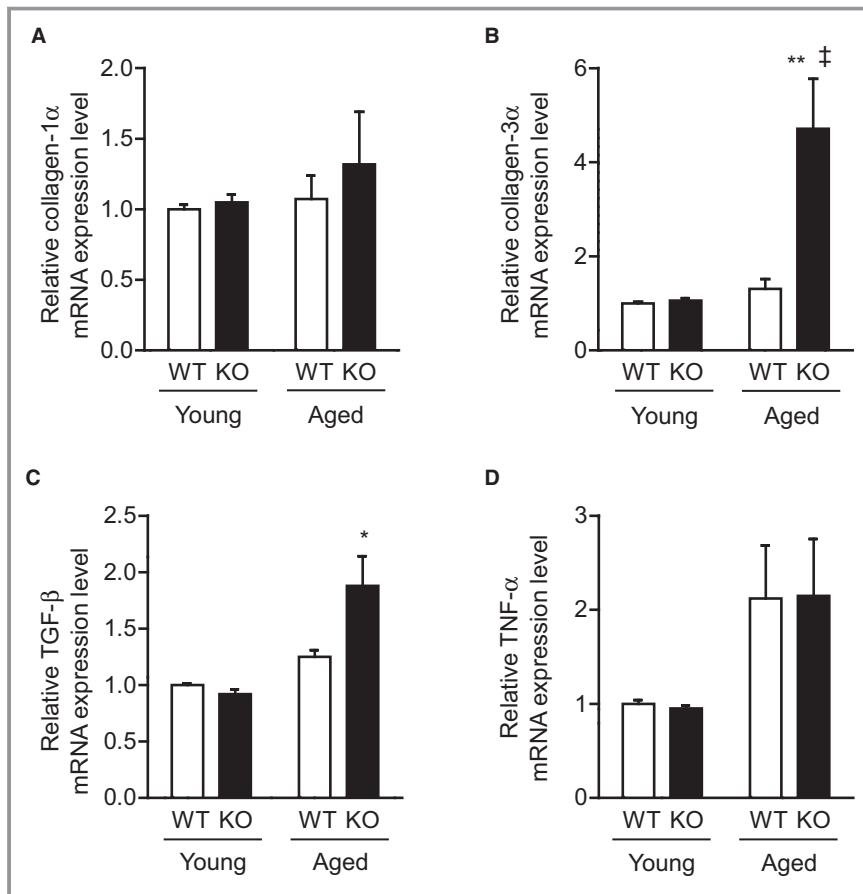 A
Relative collagen-1α
mRNA expression level
2.0
1.5
1.0
0.5
0.0
WT KO WT KO
Young Aged
B
Relative collagen-3α
mRNA expression level
** ‡
6
4
2
0
WT KO WT KO
Young Aged
C
Relative TGF-β
mRNA expression level
2.5
2.0
1.5
1.0
0.5
0.0
*
WT KO WT KO
Young Aged
D
Relative TNF-α
mRNA expression level
3
2
1
0
WT KO WT KO
Young Aged